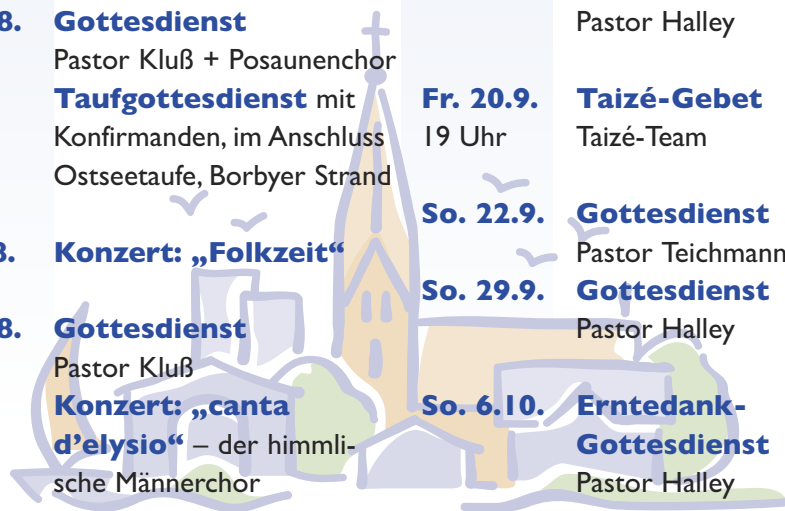 8. Gottesdienst
Pastor Kluß + Posaunenchor
Taufgottesdienst mit
Konfirmanden, im Anschluss
Ostseetaufe, Borbyer Strand
8. Konzert: „Folkzeit“
8. Gottesdienst
Pastor Kluß
Konzert: „canta
d’elysio“ – der himmli-
sche Männerchor
Pastor Halley
Fr. 20.9. Taizé-Gebet
19 Uhr Taizé-Team
So. 22.9. Gottesdienst
Pastor Teichmann
So. 29.9. Gottesdienst
Pastor Halley
So. 6.10. Erntedank-
Gottesdienst
Pastor Halley